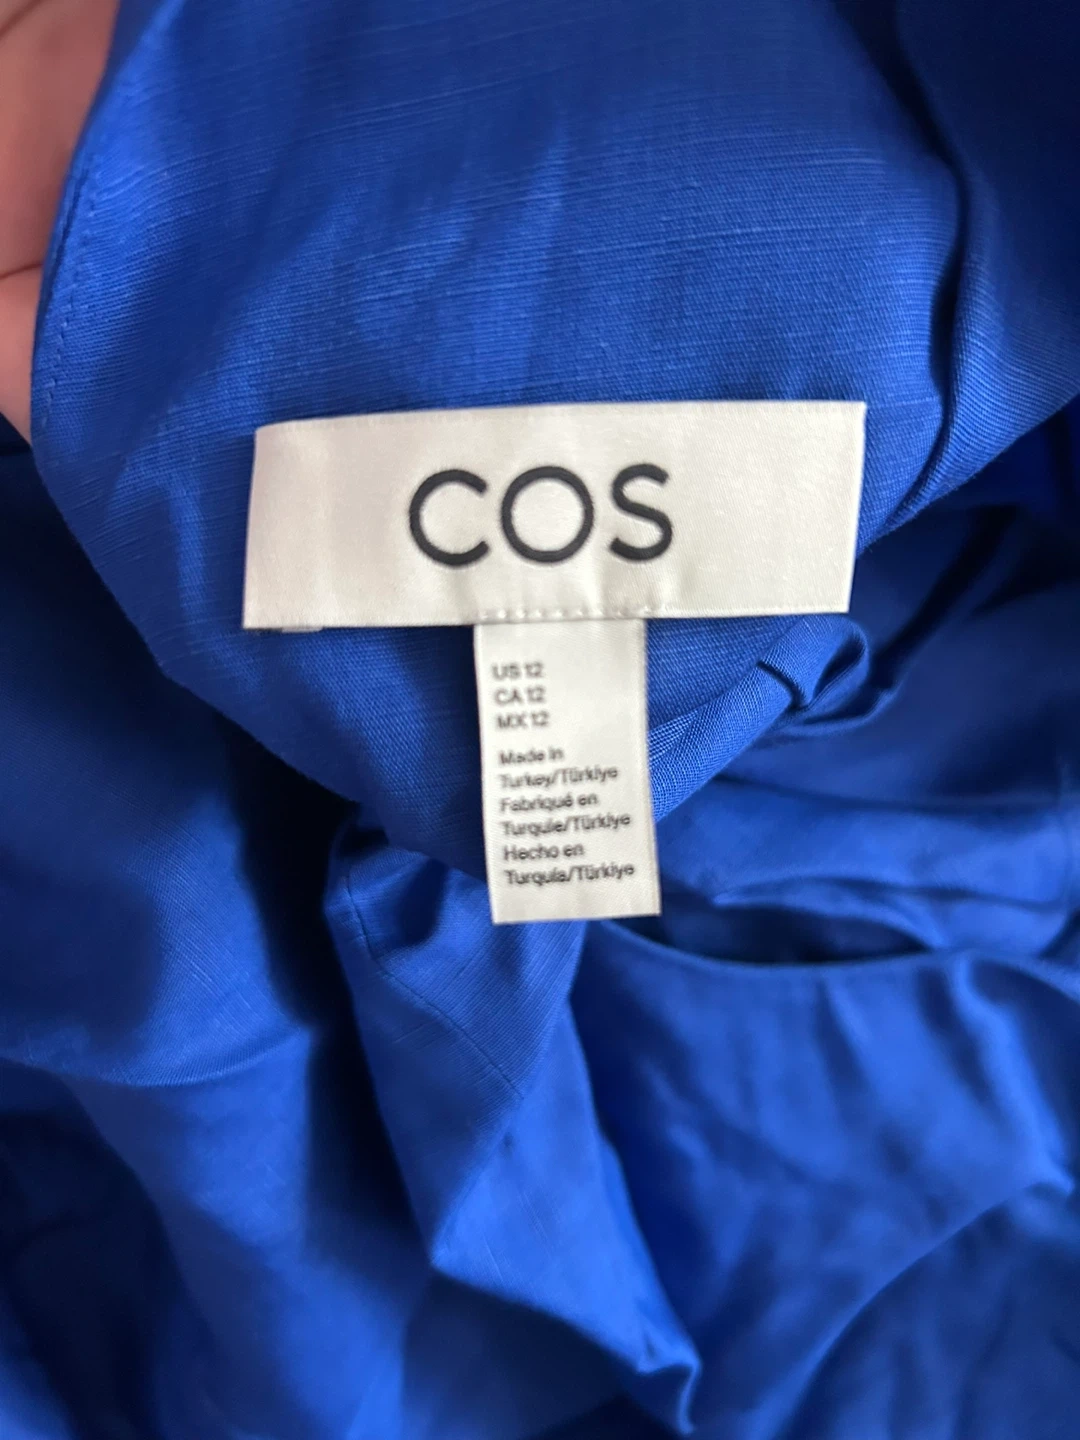 COS
US 12
CA 12
MX 12
Made in
Turkey/Türkiye
Fabriqué en
Turquie/Türkiye
Hecho en
Turquía/Türkiye